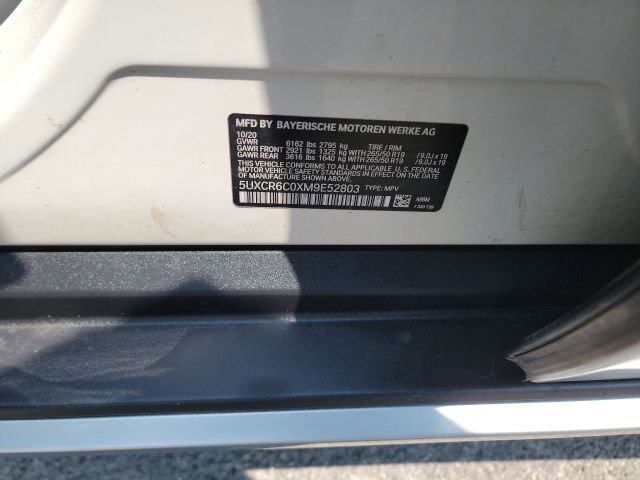 MFD BY BAYERISCHE MOTOREN WERKE AG
10/20
GVWR 6162 lbs 2795 kg TIRE / RIM
GAWR FRONT 2921 lbs 1325 kg WITH 265/50 R19 /9.0J x 19
GAWR REAR 3616 lbs 1640 kg WITH 265/50 R19 /9.0J x 19
THIS VEHICLE CONFORMS TO ALL APPLICABLE U.S. FEDERAL
MOTOR VEHICLE SAFETY STANDARDS IN EFFECT ON THE DATE
OF MANUFACTURE SHOWN ABOVE.
5UXCR6C0XM9E52803 TYPE: MPV
A96M